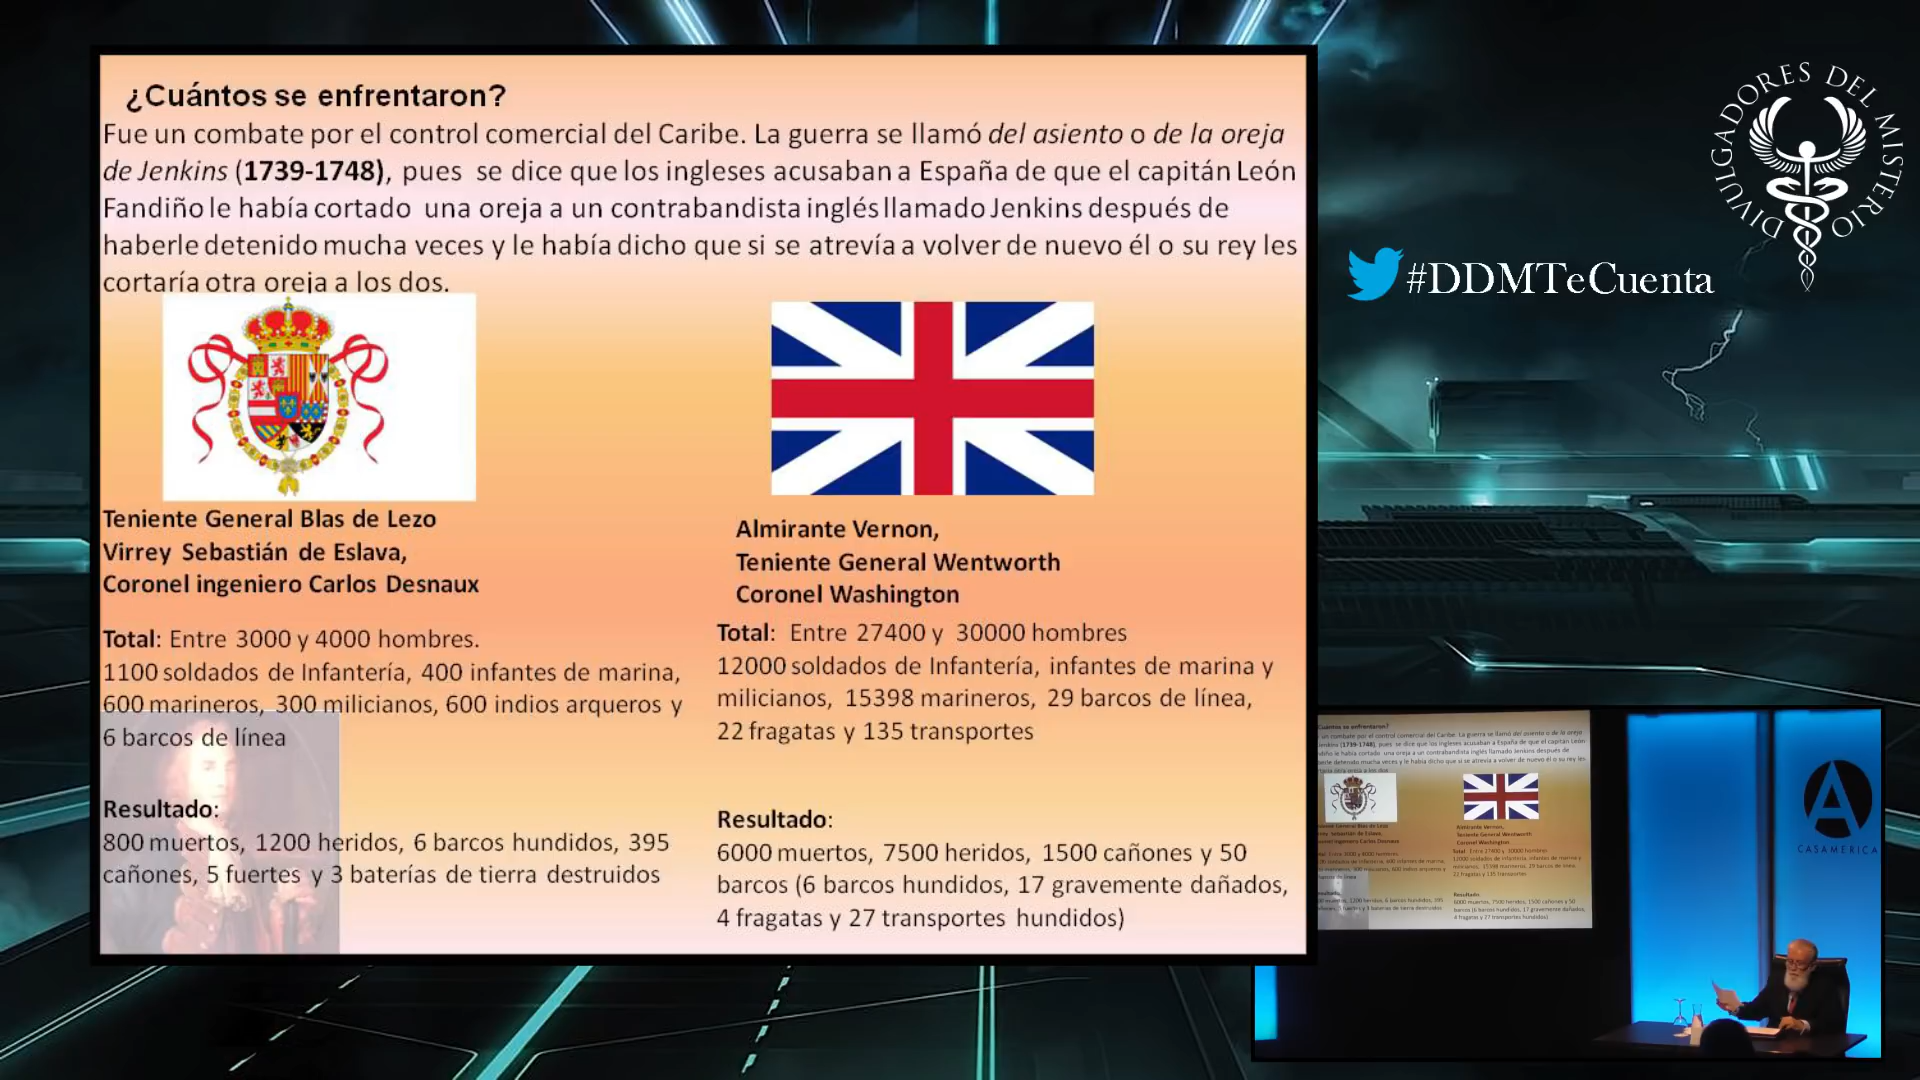 ¿Cuántos se enfrentaron?
Fue un combate por el control comercial del Caribe. La guerra se llamó del asiento o de la oreja
de Jenkins (1739-1748), pues se dice que los ingleses acusaban a España de que el capitán León
Fandiño le había cortado una oreja a un contrabandista inglés llamado Jenkins después de
haberle detenido mucha veces y le había dicho que si se atrevía a volver de nuevo él o su rey les
cortaría otra oreja a los dos.
Teniente General Blas de Lezo
Virrey Sebastián de Eslava,
Coronel ingeniero Carlos Desnaux
Total: Entre 3000 y 4000 hombres.
1100 soldados de Infantería, 400 infantes de marina,
600 marineros, 300 milicianos, 600 indios arqueros y
6 barcos de línea
Resultado:
800 muertos, 1200 heridos, 6 barcos hundidos, 395
cañones, 5 fuertes y 3 baterías de tierra destruidos
Almirante Vernon,
Teniente General Wentworth
Coronel Washington
Total: Entre 27400 y 30000 hombres
12000 soldados de Infantería, infantes de marina y
milicianos, 15398 marineros, 29 barcos de línea,
22 fragatas y 135 transportes
Resultado:
6000 muertos, 7500 heridos, 1500 cañones y 50
barcos (6 barcos hundidos, 17 gravemente dañados,
4 fragatas y 27 transportes hundidos)
DIVULGADORES DEL MISTERIO
#DDMTeCuenta
A
CASAMERICA